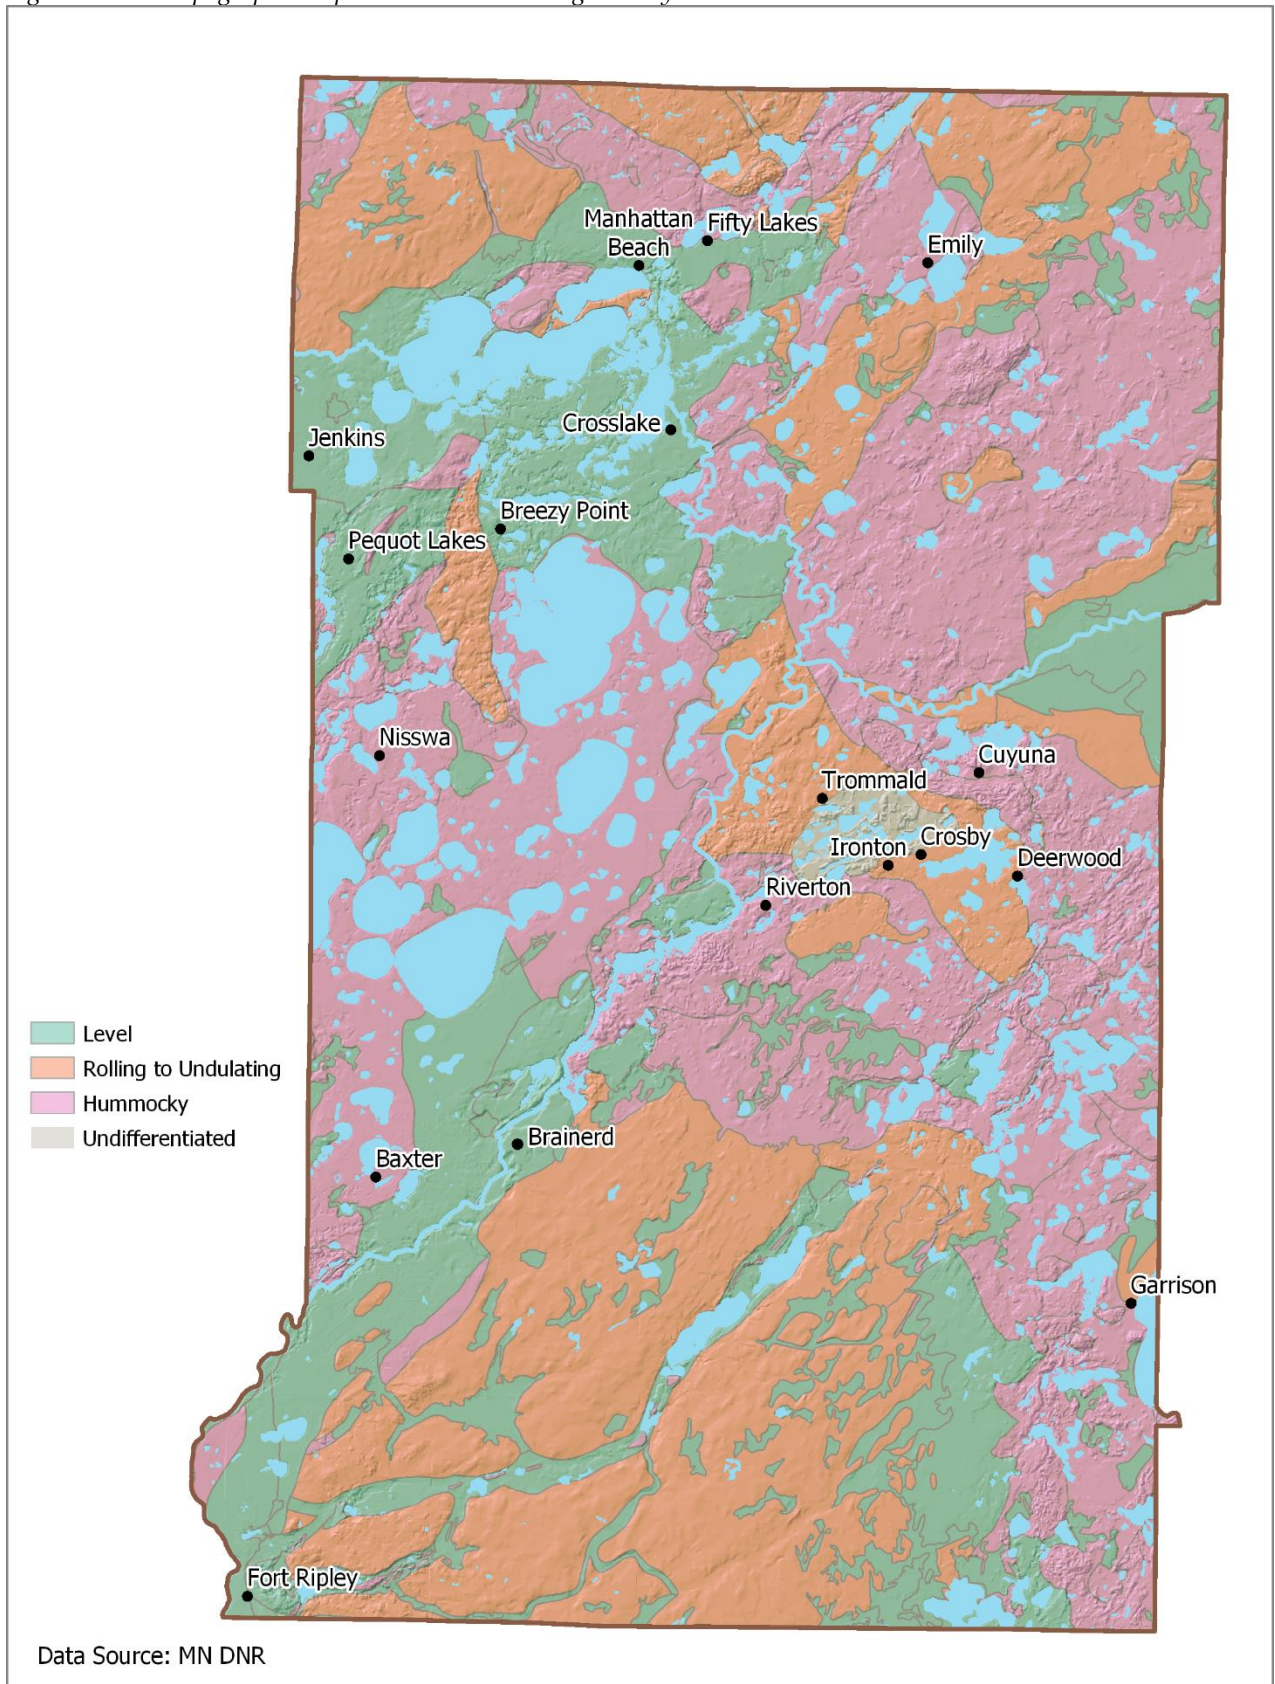 Manhattan
Beach
Fifty Lakes
Emily
Crosslake
Jenkins
Breezy Point
Pequot Lakes
Nisswa
Cuyuna
Trommald
Ironton
Crosby
Deerwood
Riverton
Level
Rolling to Undulating
Hummocky
Undifferentiated
Brainerd
Baxter
Garrison
Fort Ripley
Data Source: MN DNR